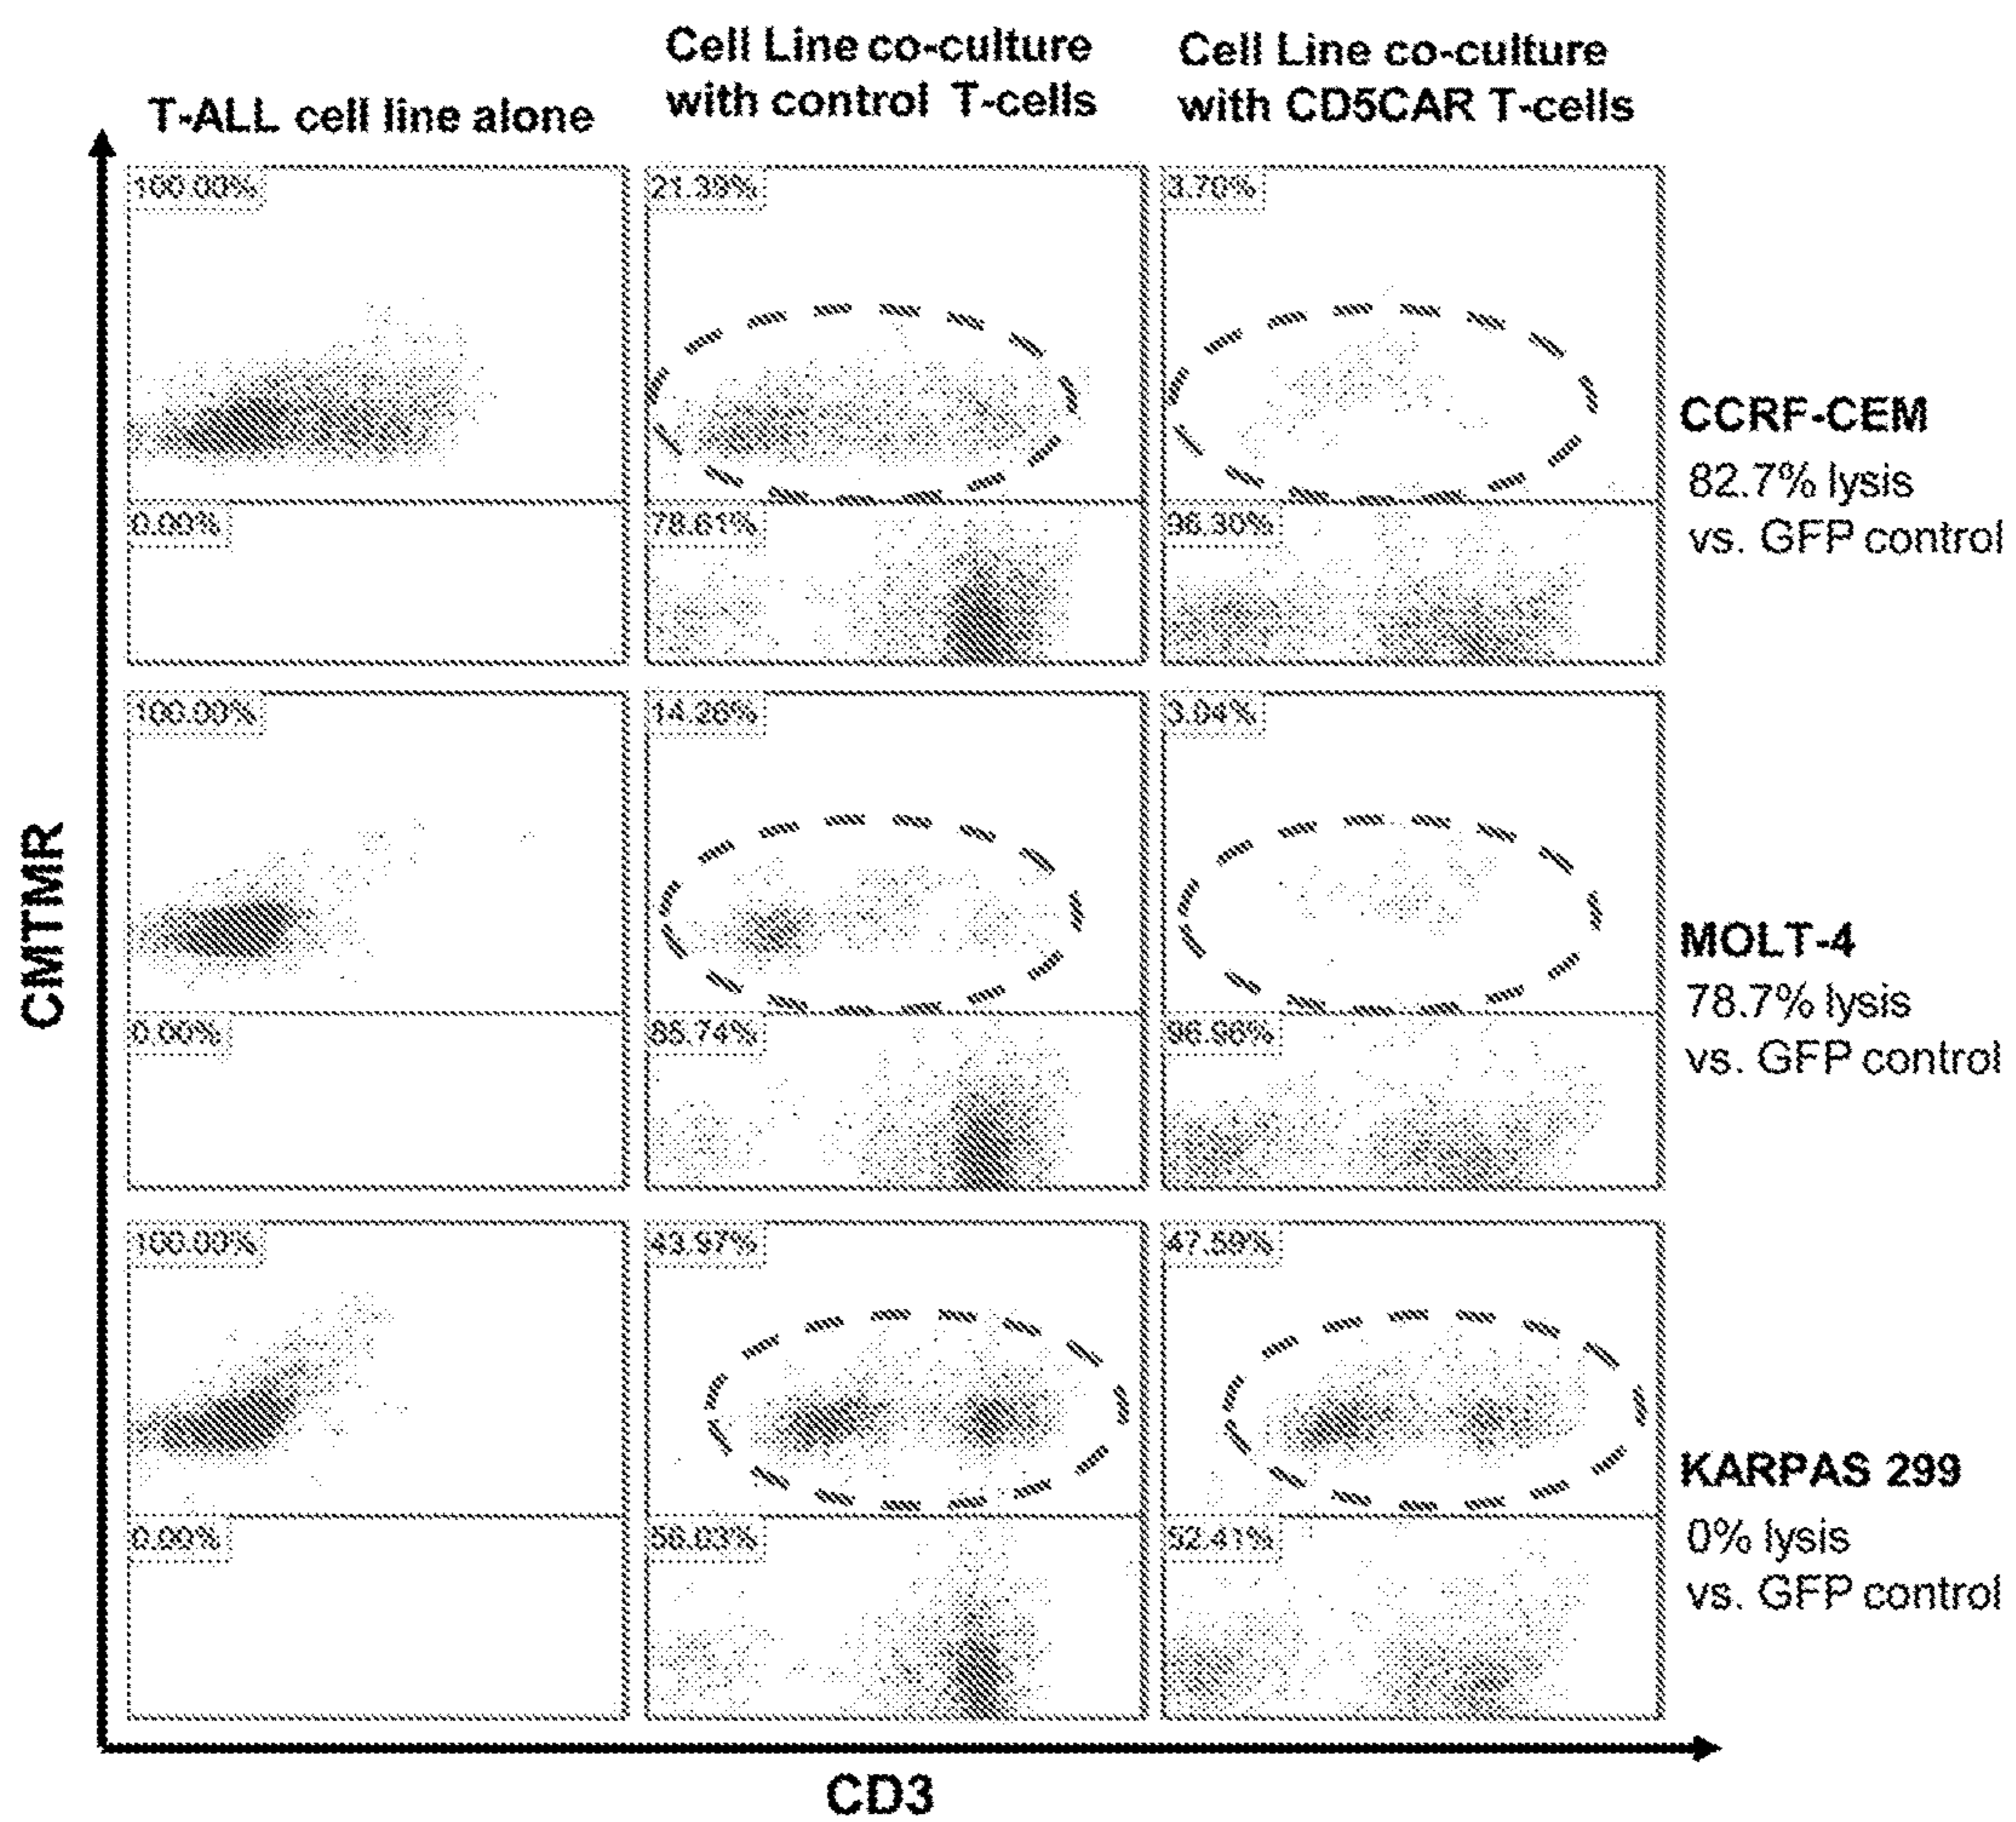 Cell Line co-culture
with control T-cells
Cell Line co-culture
with CD5CAR T-cells
T-ALL cell line alone
100.00%
21.39%
3.70%
CCRF-CEM
82.7% lysis
vs. GFP control
0.00%
78.61%
96.30%
100.00%
14.26%
3.04%
MOLT-4
78.7% lysis
vs. GFP control
0.00%
85.74%
96.96%
100.00%
43.97%
47.59%
KARPAS 299
0% lysis
vs. GFP control
0.00%
56.03%
52.41%
CMTMR
CD3